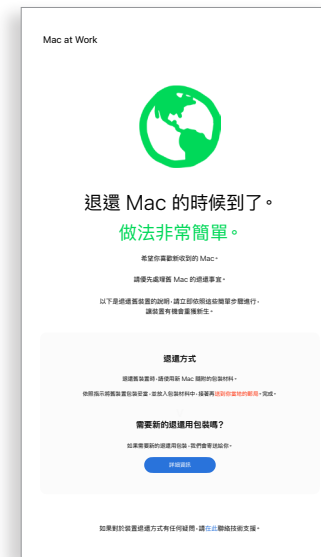 Mac at Work
退還 Mac 的時候到了。
做法非常簡單。
希望你喜歡新收到的 Mac。
請優先處理舊 Mac 的退還事宜。
以下是退還舊裝置的說明，請立即依照這些簡單步驟進行，
讓裝置有機會重獲新生。
退還方式
退還舊裝置時，請使用新 Mac 隨附的包裝材料。
依照指示將舊裝置包裝妥當，並放入包裝材料中，接著再送到你當地的郵局。完成。
需要新的退還用包裝嗎？
如果需要新的退還用包裝，我們會寄送給你。
詳細資訊
如果對於裝置退還方式有任何疑問，請在此聯絡技術支援。